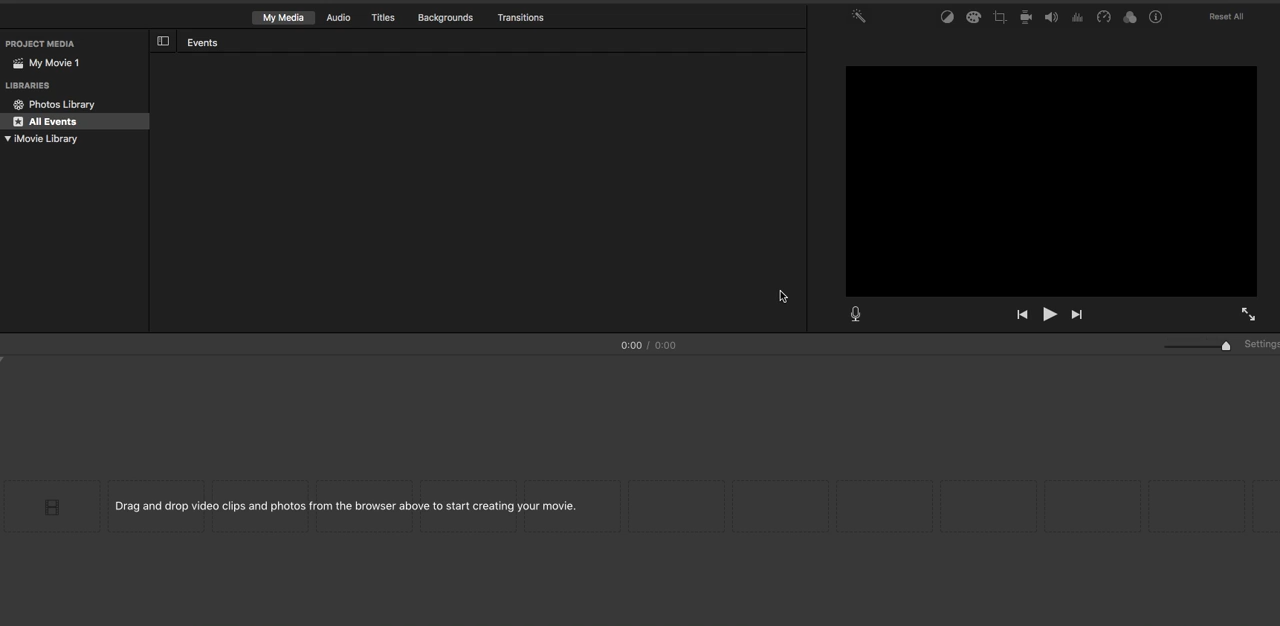 My Media Audio Titles Backgrounds Transitions
Reset All
PROJECT MEDIA
My Movie 1
LIBRARIES
Photos Library
All Events
iMovie Library
Events
0:00 / 0:00
Settings
Drag and drop video clips and photos from the browser above to start creating your movie.